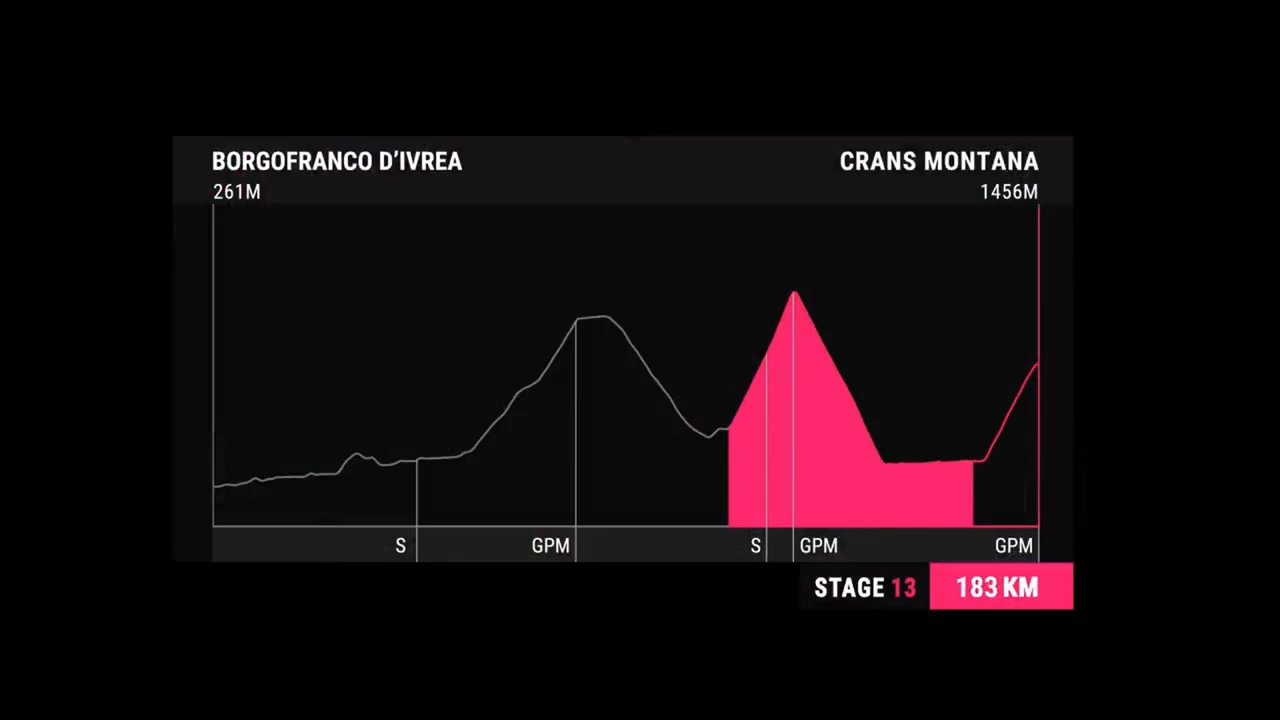 BORGOFRANCO D'IVREA
261M
CRANS MONTANA
1456M
S
GPM
S
GPM
GPM
STAGE 13
183 KM